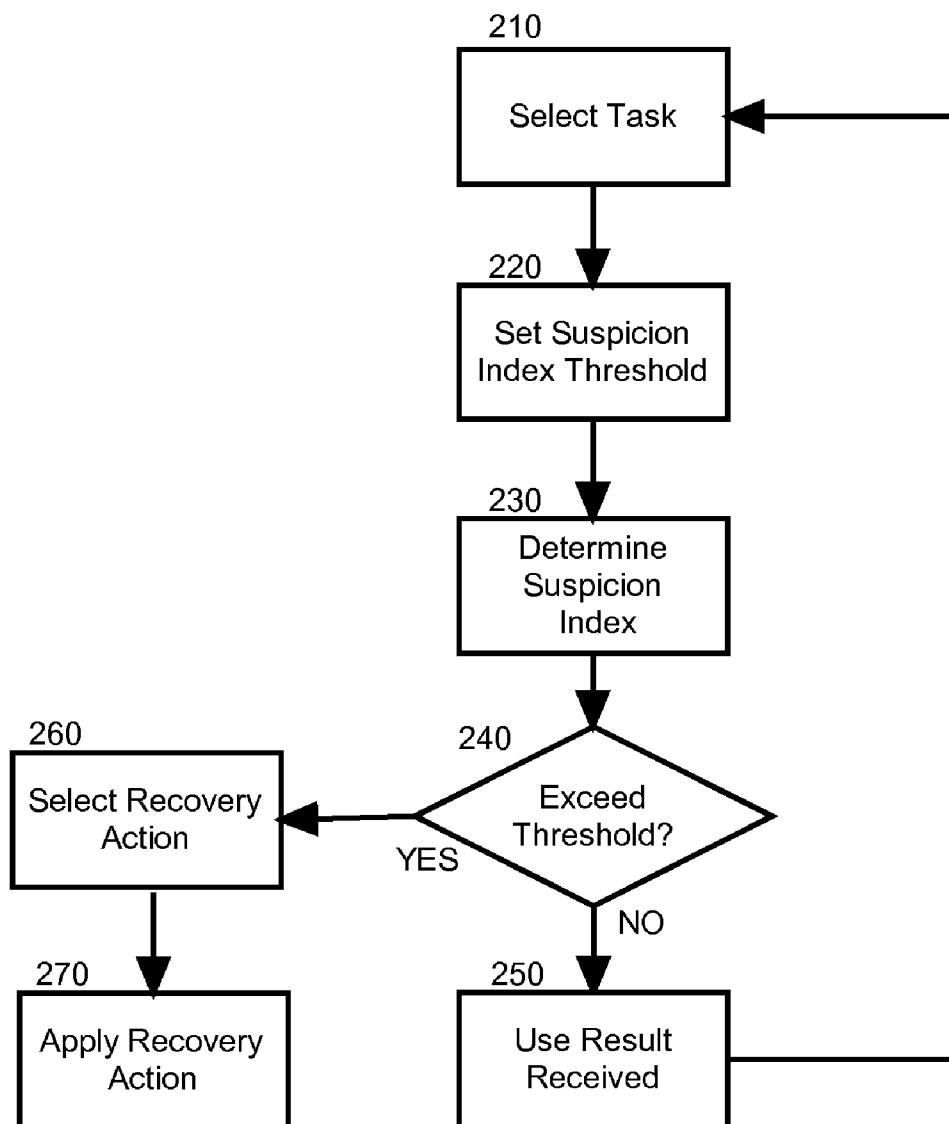 210
Select Task
220
Set Suspicion
Index Threshold
230
Determine
Suspicion
Index
240
Exceed
Threshold?
YES
NO
260
Select Recovery
Action
270
Apply Recovery
Action
250
Use Result
Received